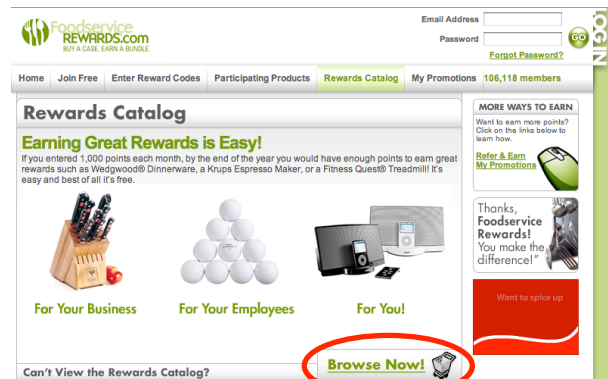 Foodservice
REWARDS.com
BUY A CASE. EARN A BUNDLE.
Email Address
Password
GO
LOG IN
Forgot Password?
Home Join Free Enter Reward Codes Participating Products Rewards Catalog My Promotions 106,118 members
Rewards Catalog
Earning Great Rewards is Easy!
If you entered 1,000 points each month, by the end of the year you would have enough points to earn great
rewards such as Wedgwood® Dinnerware, a Krups Espresso Maker, or a Fitness Quest® Treadmill! It's
easy and best of all it's free.
For Your Business
For Your Employees
For You!
Can't View the Rewards Catalog?
Browse Now!
MORE WAYS TO EARN
Want to earn more points?
Click on the links below to
learn how.
Refer & Earn
My Promotions
Thanks,
Foodservice
Rewards!
You make the
difference!"
Want to spice up